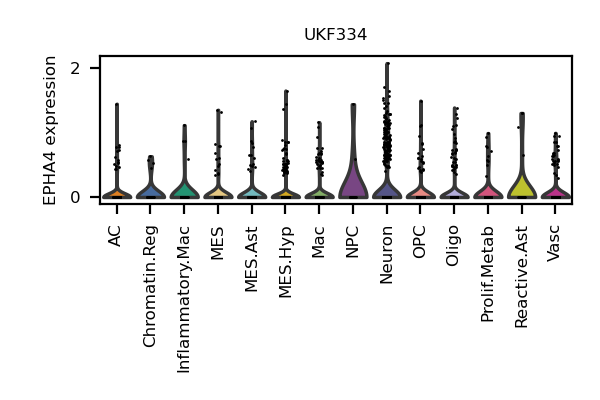 UKF334
EPHA4 expression
2
0
AC
Chromatin.Reg
Inflammatory.Mac
MES
MES.Ast
MES.Hyp
Mac
NPC
Neuron
OPC
Oligo
Prolif.Metab
Reactive.Ast
Vasc